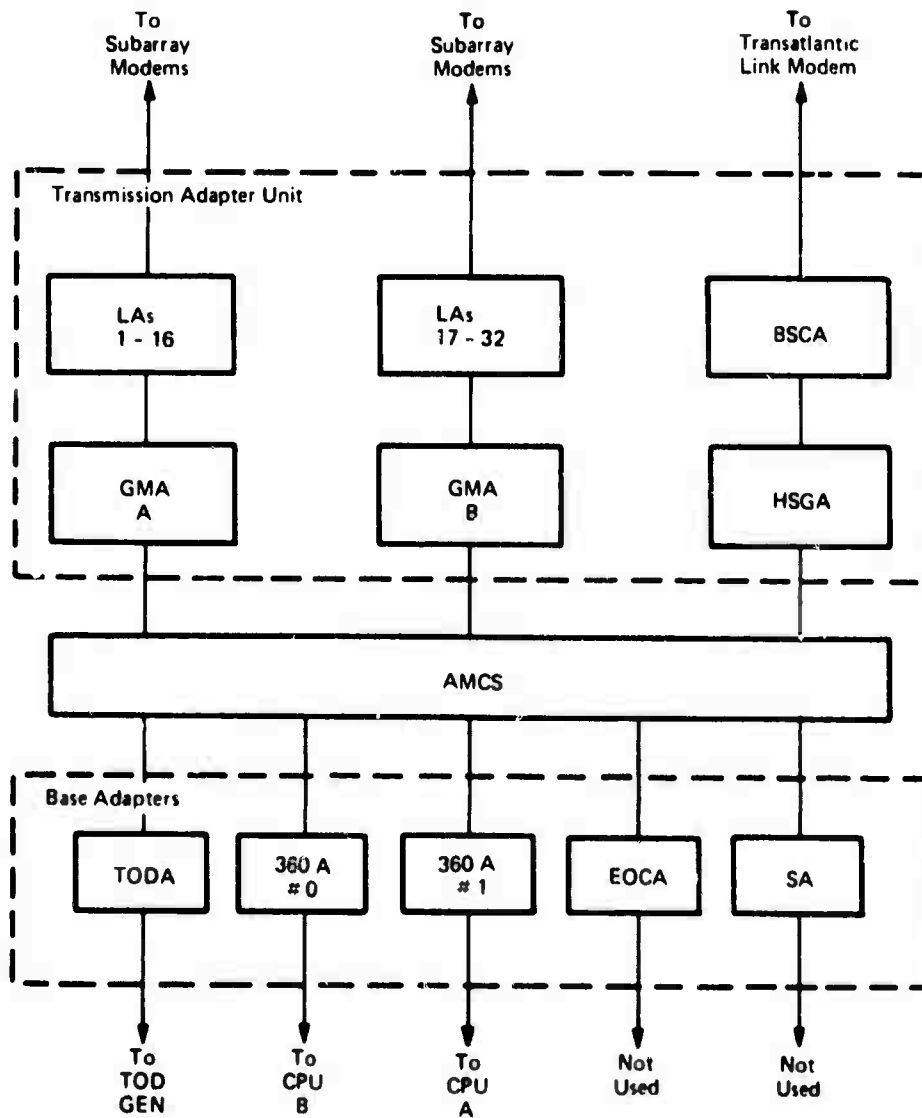 To
Subarray
Modems
To
Subarray
Modems
To
Transatlantic
Link Modem
Transmission Adapter Unit
LAs
1 - 16
LAs
17 - 32
BSCA
GMA
A
GMA
B
HSGA
AMCS
Base Adapters
TODA
360 A
# 0
360 A
# 1
EOCA
SA
To
TOD
GEN
To
CPU
B
To
CPU
A
Not
Used
Not
Used